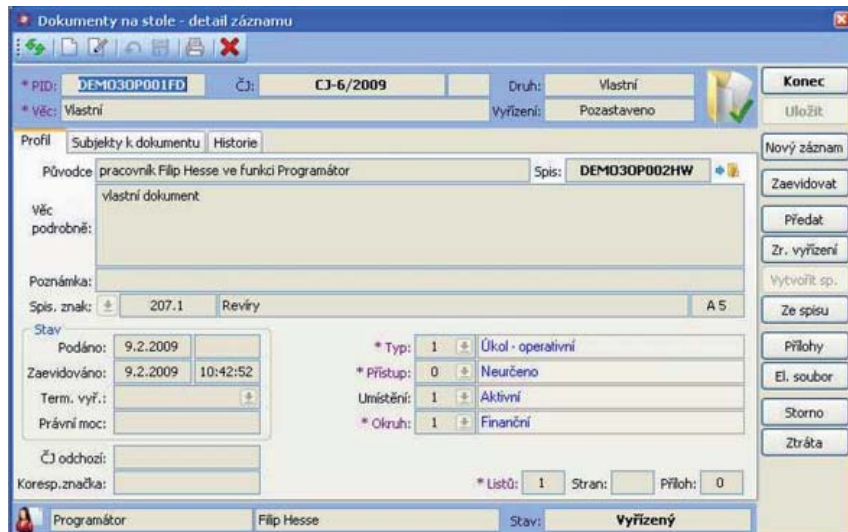 Dokumenty na stole - detail záznamu
* PID: DEMO3OP001FD ČJ: CJ-6/2009 Druh: Vlastní
* Věc: Vlastní Vyřízení: Pozastaveno
Konec
Uložit
Profil Subjekty k dokumentu Historie
Nový záznam
Původce pracovník Filip Hesse ve funkci Programátor Spis: DEMO3OP002HW
Zaevidovat
Věc podrobně: vlastní dokument
Předat
Zr. vyřízení
Poznámka:
Vytvořit sp.
Spis. znak: 207.1 Revíry A 5
Ze spisu
Stav
Podáno: 9.2.2009 * Typ: 1 Úkol - operativní
Přílohy
Zaevidováno: 9.2.2009 10:42:52 * Přístup: 0 Neurčeno
El. soubor
Term. vyř.: Umístění: 1 Aktivní
Storno
Právní moc: * Okruh: 1 Finanční
Ztráta
ČJ odchozí:
Koresp.značka: * Listů: 1 Stran: Příloh: 0
Programátor Filip Hesse Stav: Vyřízený